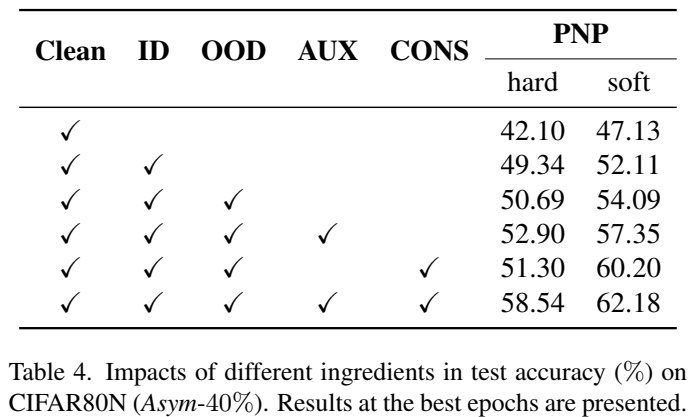 Clean ID OOD AUX CONS PNP
hard soft
✓ 42.10 47.13
✓ ✓ 49.34 52.11
✓ ✓ ✓ 50.69 54.09
✓ ✓ ✓ ✓ 52.90 57.35
✓ ✓ ✓ ✓ 51.30 60.20
✓ ✓ ✓ ✓ ✓ 58.54 62.18
Table 4. Impacts of different ingredients in test accuracy (%) on
CIFAR80N (Asym-40%). Results at the best epochs are presented.